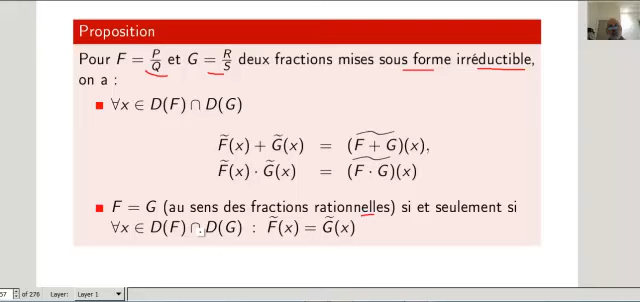 Proposition
Pour F = P/Q et G = R/S deux fractions mises sous forme irréductible,
on a :
∀x ∈ D(F) ∩ D(G)
F̃(x) + G̃(x) = (F + G)~(x),
F̃(x) · G̃(x) = (F · G)~(x)
F = G (au sens des fractions rationnelles) si et seulement si
∀x ∈ D(F) ∩ D(G) : F̃(x) = G̃(x)
57 of 276 Layer: Layer 1